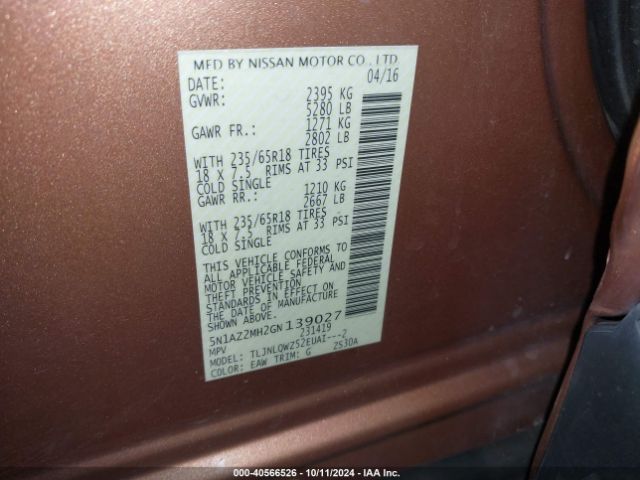 MFD BY NISSAN MOTOR CO., LTD.
DATE: 04/16
GVWR: 2395 KG
5280 LB
GAWR FR.: 1271 KG
2802 LB
WITH 235/65R18 TIRES
18 X 7.5 RIMS AT 33 PSI
COLD SINGLE
GAWR RR.: 1210 KG
2667 LB
WITH 235/65R18 TIRES
18 X 7.5 RIMS AT 33 PSI
COLD SINGLE
THIS VEHICLE CONFORMS TO
ALL APPLICABLE FEDERAL
MOTOR VEHICLE SAFETY AND
THEFT PREVENTION
STANDARDS IN EFFECT ON
THE DATE OF MANUFACTURE
SHOWN ABOVE.
5N1AZ2MH2GN139027
MPV 231419
MODEL: TLJNLQWZ52EUAI---2
COLOR: EAW TRIM: G Z530A
000-40566526 - 10/11/2024 - IAA Inc.